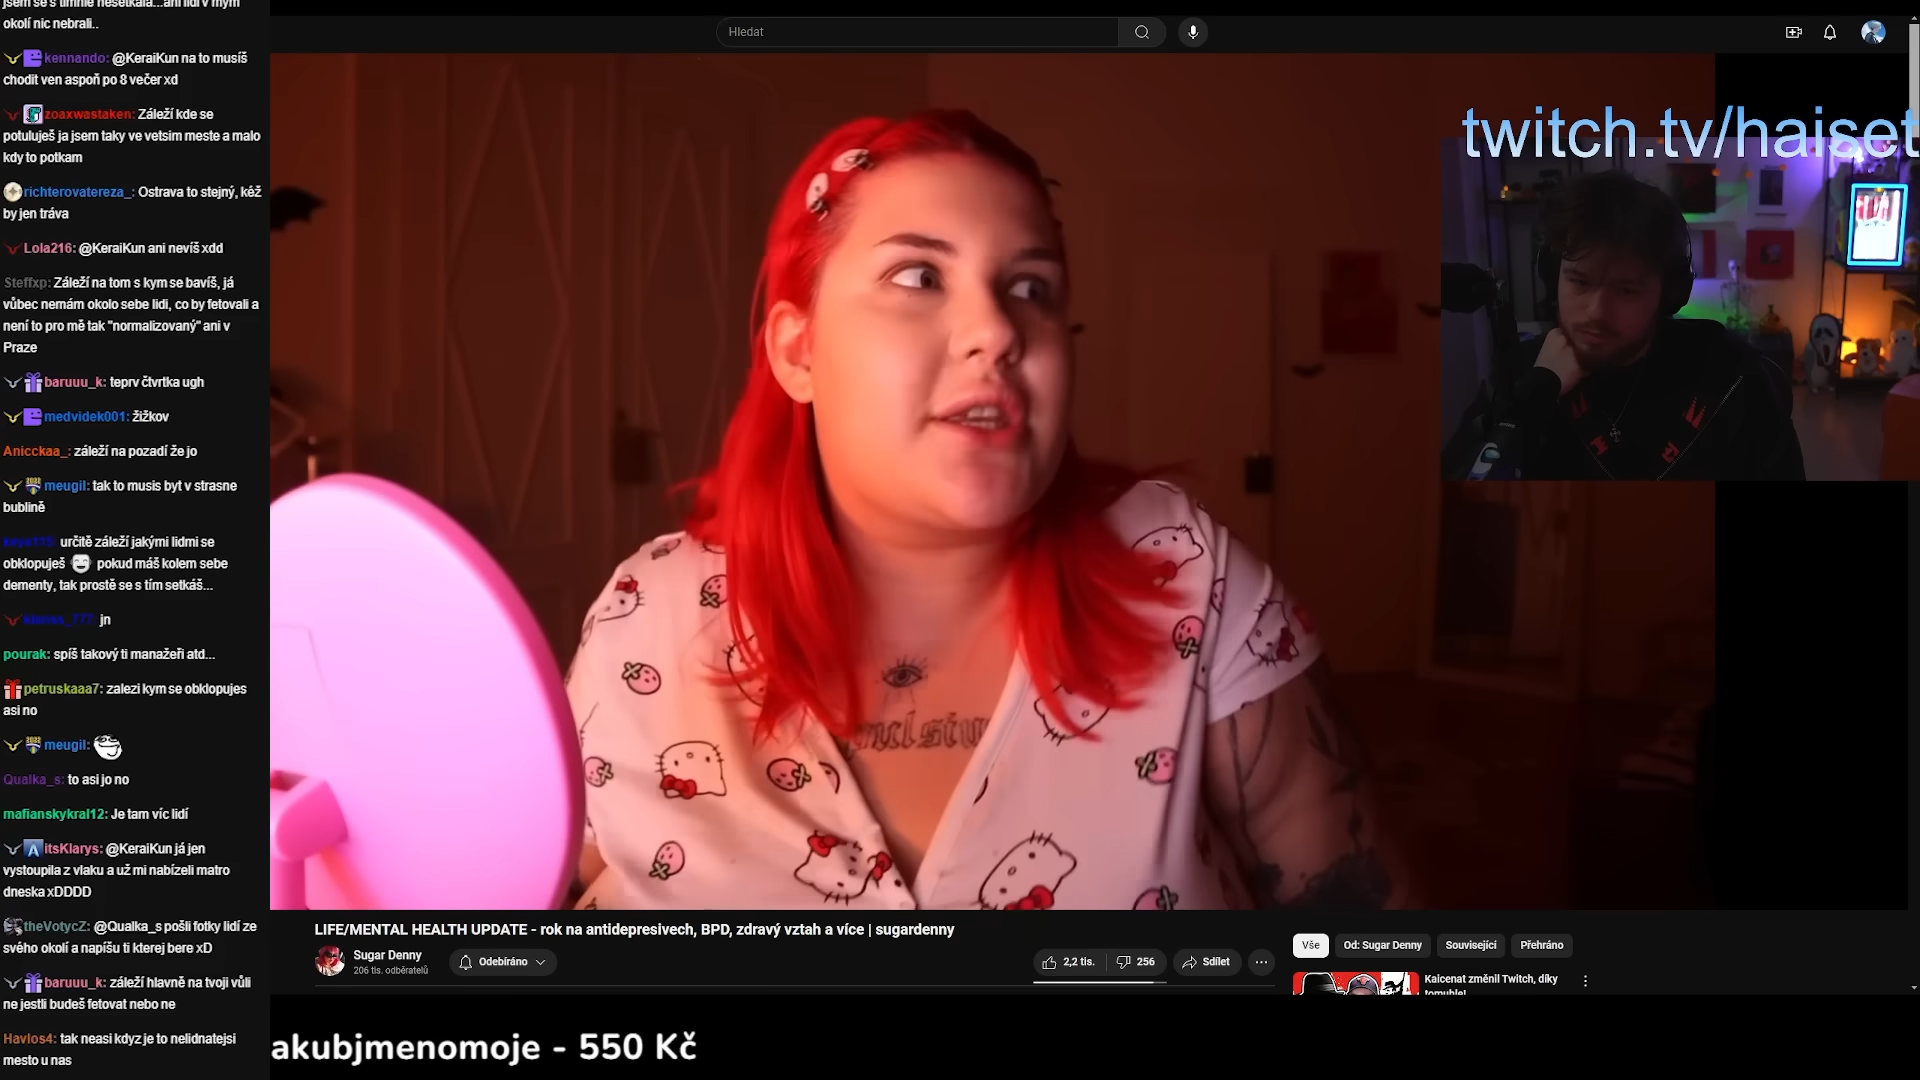 jsem se s tímhle nesetkala...ani lidi v mým
okolí nic nebrali..
kennando: @KeraiKun na to musíš
chodit ven aspoň po 8 večer xd
zoaxwastaken: Záleží kde se
potuluješ ja jsem taky ve vetsim meste a malo
kdy to potkam
richterovatereza_: Ostrava to stejný, kéž
by jen tráva
Lola216: @KeraiKun ani nevíš xdd
Steffxp: Záleží na tom s kym se bavíš, já
vůbec nemám okolo sebe lidi, co by fetovali a
není to pro mě tak "normalizovaný" ani v
Praze
baruuu_k: teprv čtvrtka ugh
medvidek001: žižkov
Anicckaa_: záleží na pozadí že jo
meugil: tak to musis byt v strasne
bublině
určitě záleží jakými lidmi se
obklopuješ pokud máš kolem sebe
dementy, tak prostě se s tím setkáš...
jn
pourak: spíš takový ti manažeři atd...
petruskaaa7: zalezi kym se obklopujes
asi no
meugil:
Qualka_s: to asi jo no
mafianskykral12: Je tam víc lidí
itsKlarys: @KeraiKun já jen
vystoupila z vlaku a už mi nabízeli matro
dneska xDDDD
theVotycZ: @Qualka_s pošli fotky lidí ze
svého okolí a napíšu ti kterej bere xD
baruuu_k: záleží hlavně na tvoji vůli
ne jestli budeš fetovat nebo ne
Havlos4: tak neasi kdyz je to nelidnatejsi
mesto u nas
Hledat
twitch.tv/haiset
LIFE/MENTAL HEALTH UPDATE - rok na antidepresivech, BPD, zdravý vztah a více | sugardenny
Sugar Denny
206 tis. odběratelů
Odebíráno
2,2 tis.
256
Sdílet
Vše
Od: Sugar Denny
Související
Přehráno
Kaicenat změnil Twitch, díky
tomuhle!
akubjmenomoje - 550 Kč